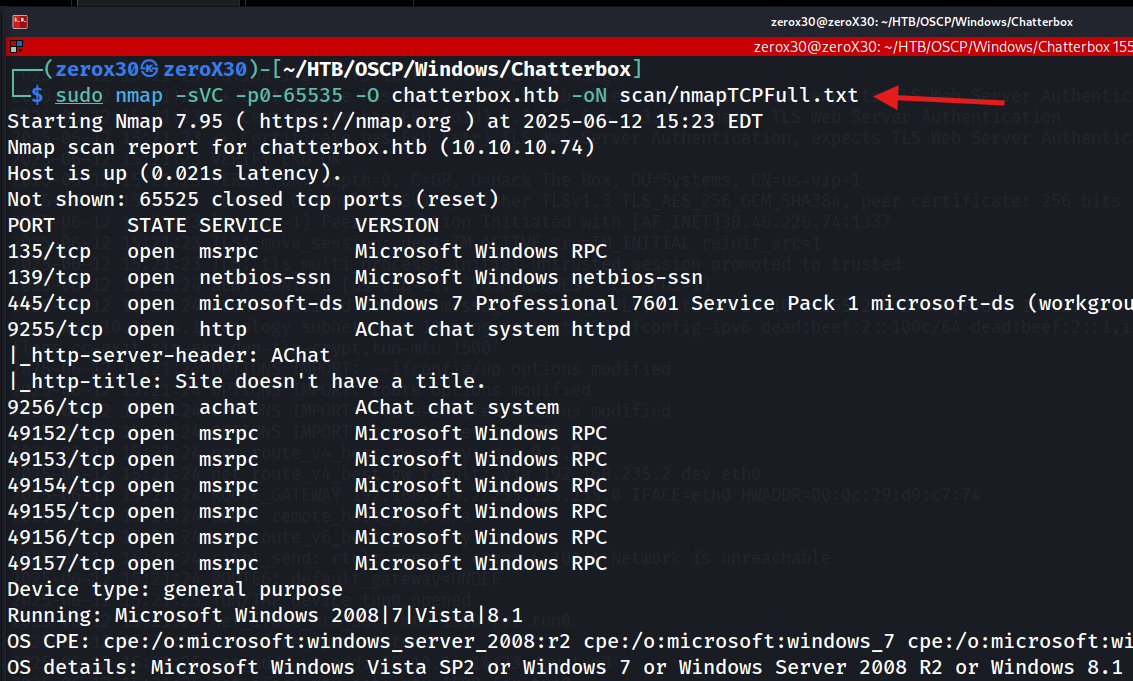 zerox30@zeroX30: ~/HTB/OSCP/Windows/Chatterbox
zerox30@zeroX30: ~/HTB/OSCP/Windows/Chatterbox 155
┌──(zerox30㉿zeroX30)-[~/HTB/OSCP/Windows/Chatterbox]
└─$ sudo nmap -sVC -p0-65535 -O chatterbox.htb -oN scan/nmapTCPFull.txt
Starting Nmap 7.95 ( https://nmap.org ) at 2025-06-12 15:23 EDT
Nmap scan report for chatterbox.htb (10.10.10.74)
Host is up (0.021s latency).
Not shown: 65525 closed tcp ports (reset)
PORT      STATE SERVICE      VERSION
135/tcp   open  msrpc        Microsoft Windows RPC
139/tcp   open  netbios-ssn  Microsoft Windows netbios-ssn
445/tcp   open  microsoft-ds Windows 7 Professional 7601 Service Pack 1 microsoft-ds (workgrou
9255/tcp  open  http         AChat chat system httpd
|_http-server-header: AChat
|_http-title: Site doesn't have a title.
9256/tcp  open  achat        AChat chat system
49152/tcp open  msrpc        Microsoft Windows RPC
49153/tcp open  msrpc        Microsoft Windows RPC
49154/tcp open  msrpc        Microsoft Windows RPC
49155/tcp open  msrpc        Microsoft Windows RPC
49156/tcp open  msrpc        Microsoft Windows RPC
49157/tcp open  msrpc        Microsoft Windows RPC
Device type: general purpose
Running: Microsoft Windows 2008|7|Vista|8.1
OS CPE: cpe:/o:microsoft:windows_server_2008:r2 cpe:/o:microsoft:windows_7 cpe:/o:microsoft:wi
OS details: Microsoft Windows Vista SP2 or Windows 7 or Windows Server 2008 R2 or Windows 8.1